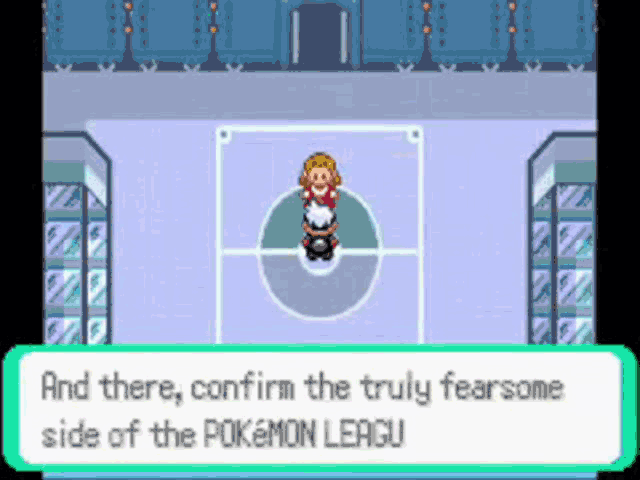 And there, confirm the truly fearsome
side of the POKéMON LEAGU